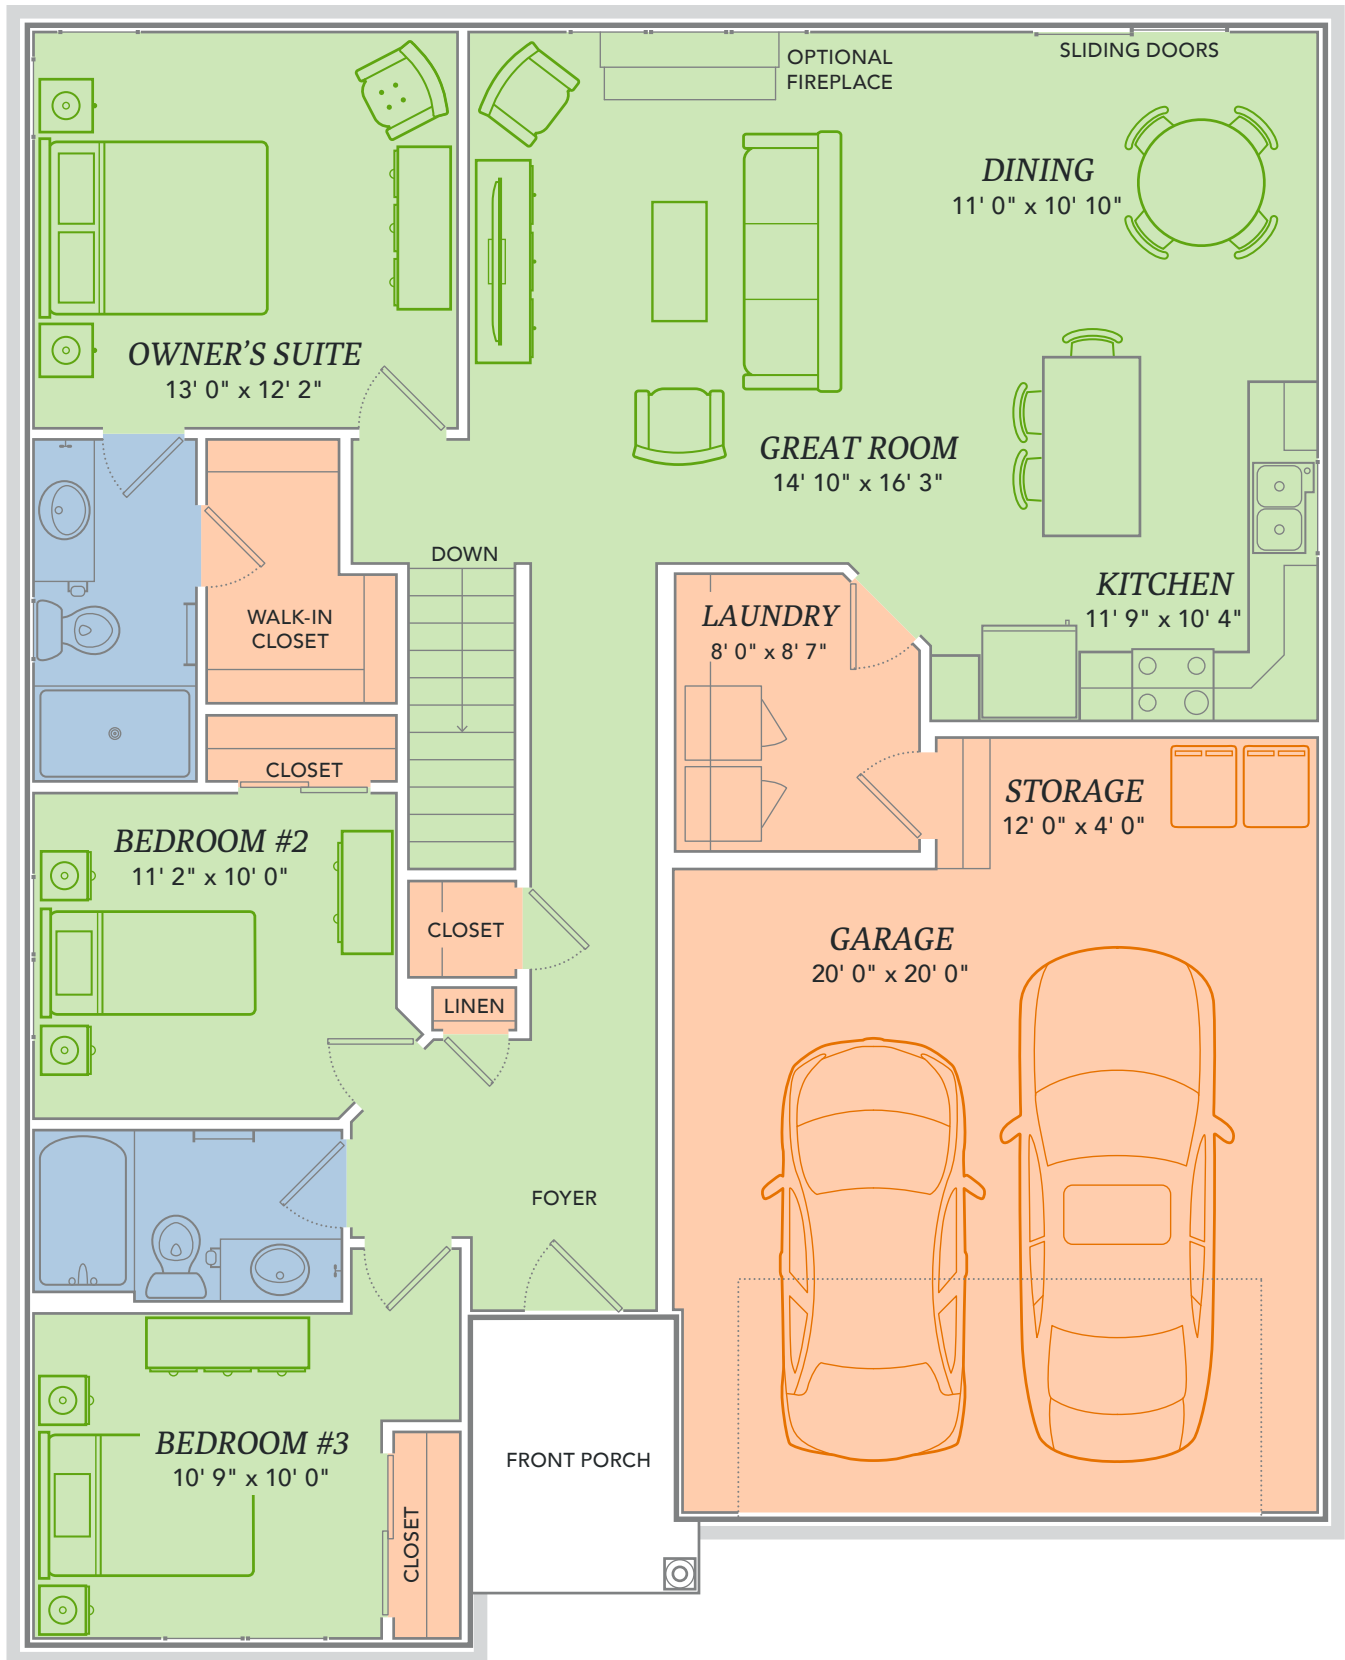 OPTIONAL
FIREPLACE
SLIDING DOORS
DINING
11' 0" x 10' 10"
OWNER’S SUITE
13' 0" x 12' 2"
GREAT ROOM
14' 10" x 16' 3"
DOWN
KITCHEN
11' 9" x 10' 4"
WALK-IN
CLOSET
LAUNDRY
8' 0" x 8' 7"
CLOSET
STORAGE
12' 0" x 4' 0"
BEDROOM #2
11' 2" x 10' 0"
CLOSET
GARAGE
20' 0" x 20' 0"
LINEN
FOYER
BEDROOM #3
10' 9" x 10' 0"
FRONT PORCH
CLOSET